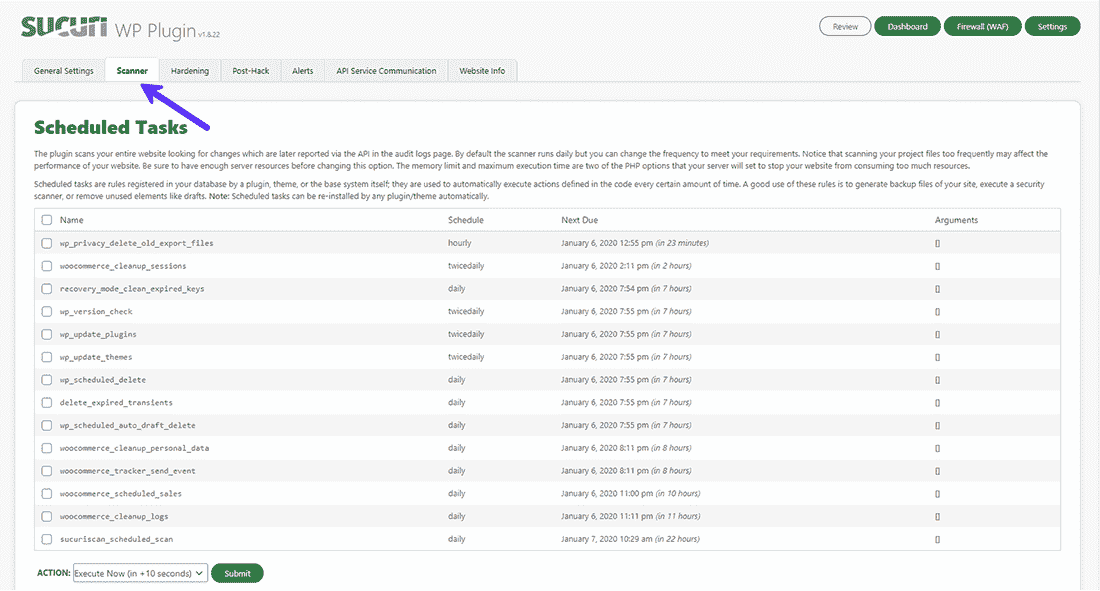 SUCURI WP Plugin v1.8.22
Review Dashboard Firewall (WAF) Settings
General Settings Scanner Hardening Post-Hack Alerts API Service Communication Website Info
Scheduled Tasks
The plugin scans your entire website looking for changes which are later reported via the API in the audit logs page. By default the scanner runs daily but you can change the frequency to meet your requirements. Notice that scanning your project files too frequently may affect the
performance of your website. Be sure to have enough server resources before changing this option. The memory limit and maximum execution time are two of the PHP options that your server will set to stop your website from consuming too much resources.
Scheduled tasks are rules registered in your database by a plugin, theme, or the base system itself; they are used to automatically execute actions defined in the code every certain amount of time. A good use of these rules is to generate backup files of your site, execute a security
scanner, or remove unused elements like drafts. Note: Scheduled tasks can be re-installed by any plugin/theme automatically.
Name Schedule Next Due Arguments
wp_privacy_delete_old_export_files hourly January 6, 2020 12:55 pm (in 23 minutes) []
woocommerce_cleanup_sessions twicedaily January 6, 2020 2:11 pm (in 2 hours) []
recovery_mode_clean_expired_keys daily January 6, 2020 7:54 pm (in 7 hours) []
wp_version_check twicedaily January 6, 2020 7:55 pm (in 7 hours) []
wp_update_plugins twicedaily January 6, 2020 7:55 pm (in 7 hours) []
wp_update_themes twicedaily January 6, 2020 7:55 pm (in 7 hours) []
wp_scheduled_delete daily January 6, 2020 7:55 pm (in 7 hours) []
delete_expired_transients daily January 6, 2020 7:55 pm (in 7 hours) []
wp_scheduled_auto_draft_delete daily January 6, 2020 7:55 pm (in 7 hours) []
woocommerce_cleanup_personal_data daily January 6, 2020 8:11 pm (in 8 hours) []
woocommerce_tracker_send_event daily January 6, 2020 8:11 pm (in 8 hours) []
woocommerce_scheduled_sales daily January 6, 2020 11:00 pm (in 10 hours) []
woocommerce_cleanup_logs daily January 6, 2020 11:11 pm (in 11 hours) []
sucuriscan_scheduled_scan daily January 7, 2020 10:29 am (in 22 hours) []
ACTION: Execute Now (in +10 seconds) Submit